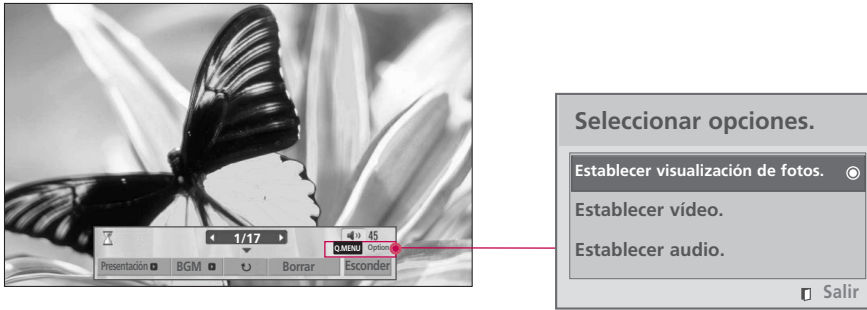 1/17
45
Q.MENU Option
Presentación BGM Borrar Esconder
Seleccionar opciones.
Establecer visualización de fotos.
Establecer vídeo.
Establecer audio.
Salir